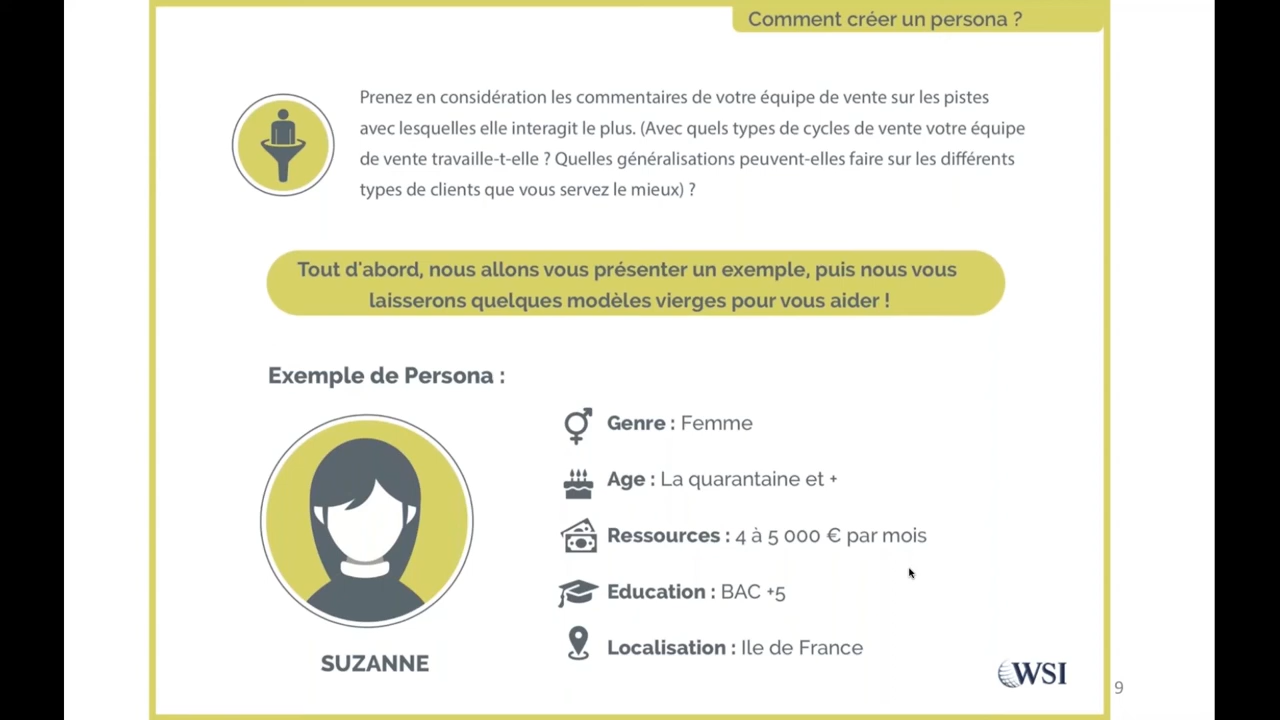 Comment créer un persona ?
Prenez en considération les commentaires de votre équipe de vente sur les pistes
avec lesquelles elle interagit le plus. (Avec quels types de cycles de vente votre équipe
de vente travaille-t-elle ? Quelles généralisations peuvent-elles faire sur les différents
types de clients que vous servez le mieux) ?
Tout d'abord, nous allons vous présenter un exemple, puis nous vous
laisserons quelques modèles vierges pour vous aider !
Exemple de Persona :
Genre : Femme
Age : La quarantaine et +
Ressources : 4 à 5 000 € par mois
Education : BAC +5
Localisation : Ile de France
SUZANNE
WSI
9